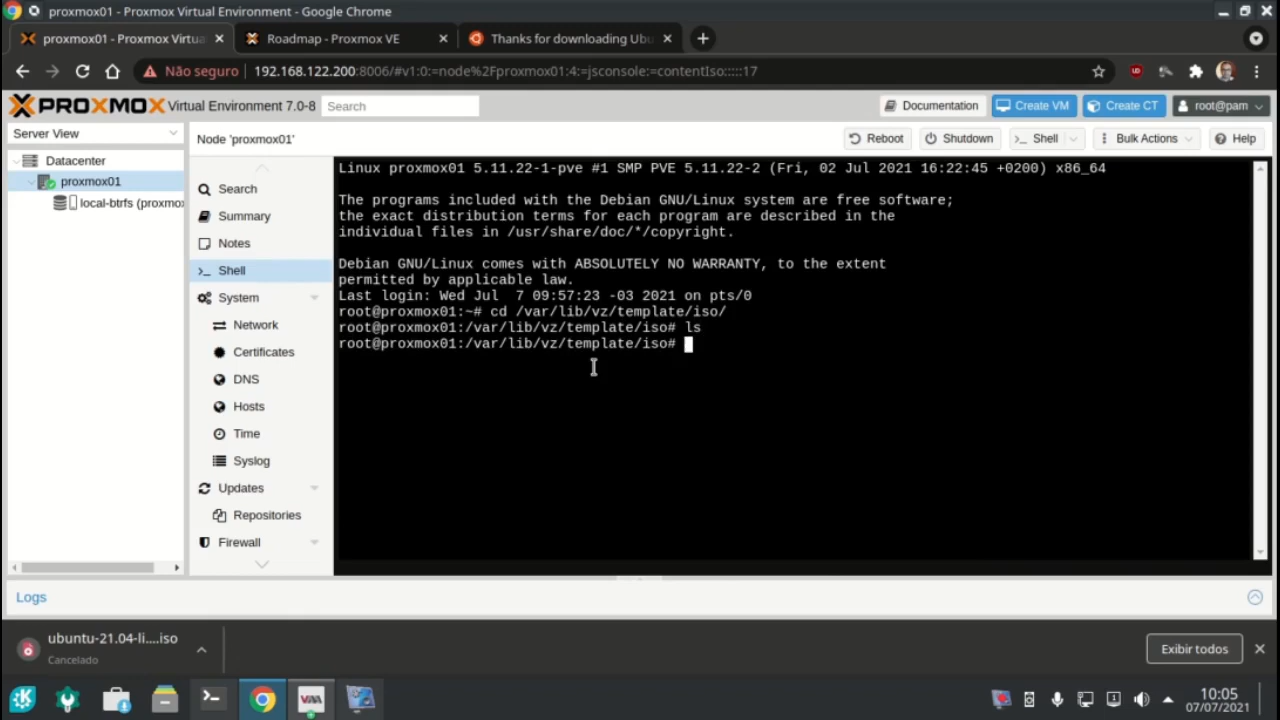 proxmox01 - Proxmox Virtual Environment - Google Chrome
proxmox01 - Proxmox Virtua
Roadmap - Proxmox VE
Thanks for downloading Ubu
Não seguro
192.168.122.200:8006/#v1:0:=node%2Fproxmox01:4:=jsconsole:=contentIso:::::17
PROXMOX Virtual Environment 7.0-8
Search
Documentation
Create VM
Create CT
root@pam
Server View
Node 'proxmox01'
Reboot
Shutdown
>_ Shell
Bulk Actions
Help
Datacenter
proxmox01
local-btrfs (proxmo
Search
Summary
Notes
>_ Shell
System
Network
Certificates
DNS
Hosts
Time
Syslog
Updates
Repositories
Firewall
Linux proxmox01 5.11.22-1-pve #1 SMP PVE 5.11.22-2 (Fri, 02 Jul 2021 16:22:45 +0200) x86_64
The programs included with the Debian GNU/Linux system are free software;
the exact distribution terms for each program are described in the
individual files in /usr/share/doc/*/copyright.
Debian GNU/Linux comes with ABSOLUTELY NO WARRANTY, to the extent
permitted by applicable law.
Last login: Wed Jul  7 09:57:23 -03 2021 on pts/0
root@proxmox01:~# cd /var/lib/vz/template/iso/
root@proxmox01:/var/lib/vz/template/iso# ls
root@proxmox01:/var/lib/vz/template/iso#
Logs
ubuntu-21.04-li....iso
Cancelado
Exibir todos
10:05
07/07/2021